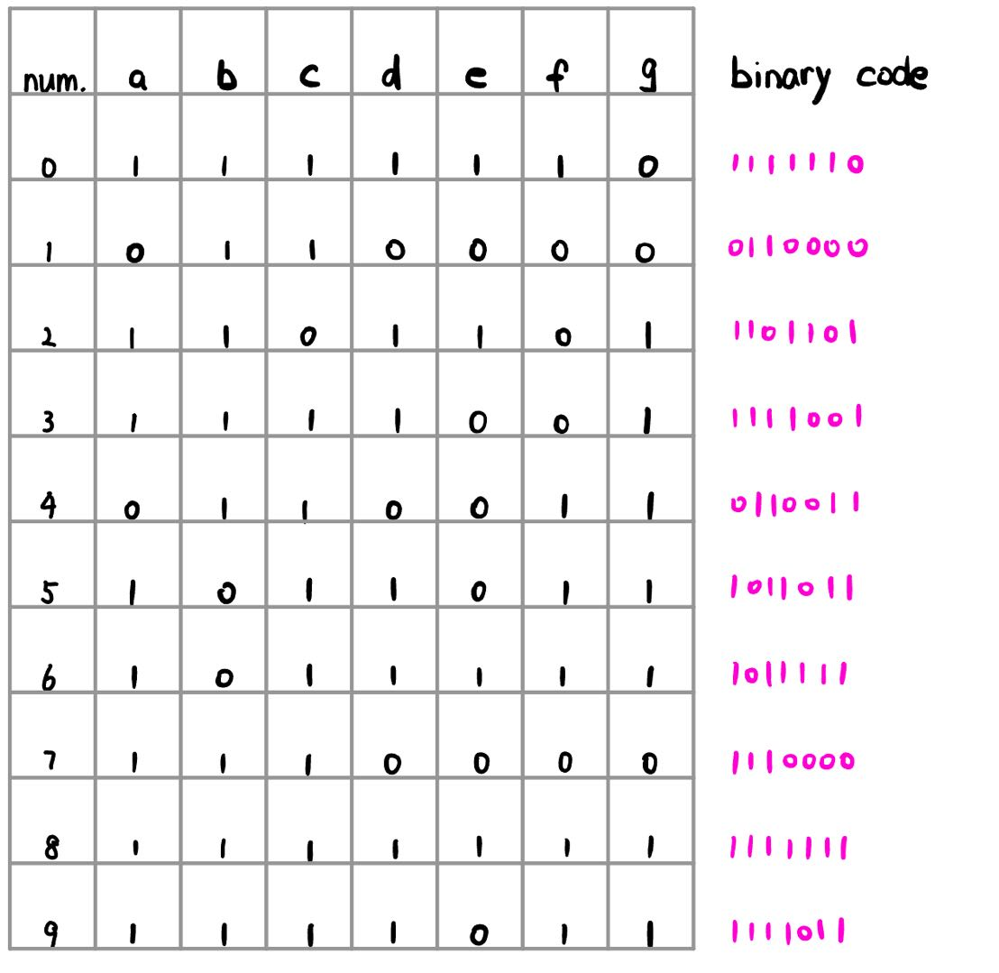 num. a b c d e f g binary code
0 1 1 1 1 1 1 0 1111110
1 0 1 1 0 0 0 0 0110000
2 1 1 0 1 1 0 1 1101101
3 1 1 1 1 0 0 1 1111001
4 0 1 1 0 0 1 1 0110011
5 1 0 1 1 0 1 1 1011011
6 1 0 1 1 1 1 1 1011111
7 1 1 1 0 0 0 0 1110000
8 1 1 1 1 1 1 1 1111111
9 1 1 1 1 0 1 1 1111011